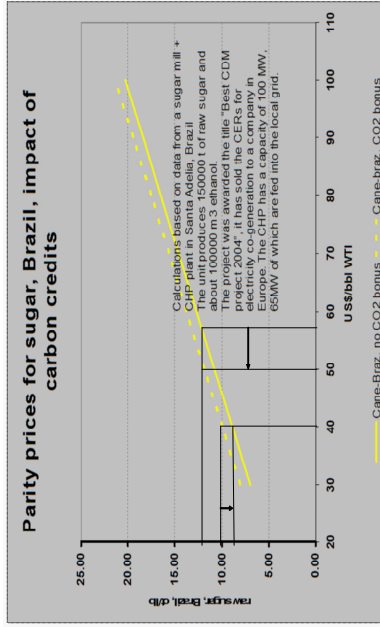 Parity prices for sugar, Brazil, impact of
carbon credits
raw sugar, Brazil, ct/lb
25.00
20.00
15.00
10.00
5.00
0.00
Calculations based on data from a sugar mill +
CHP plant in Santa Adelia, Brazil
The unit produces 150000 t of raw sugar and
about 100000 m3 ethanol.
The project was awarded the title "Best CDM
project 2004", it has sold the CERs for
electricity co-generation to a company in
Europe. The CHP has a capacity of 100 MW,
65MW of which are fed into the local grid.
20 30 40 50 60 70 80 90 100 110
US$/bbl WTI
Cane-Braz, no CO2 bonus Cane-braz, CO2 bonus